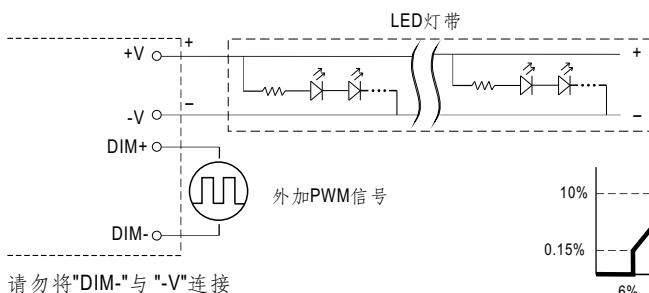 LED灯带
+V
+
+
-V
−
−
DIM+
外加PWM信号
DIM-
请勿将"DIM-"与 "-V"连接
10%
0.15%
6%